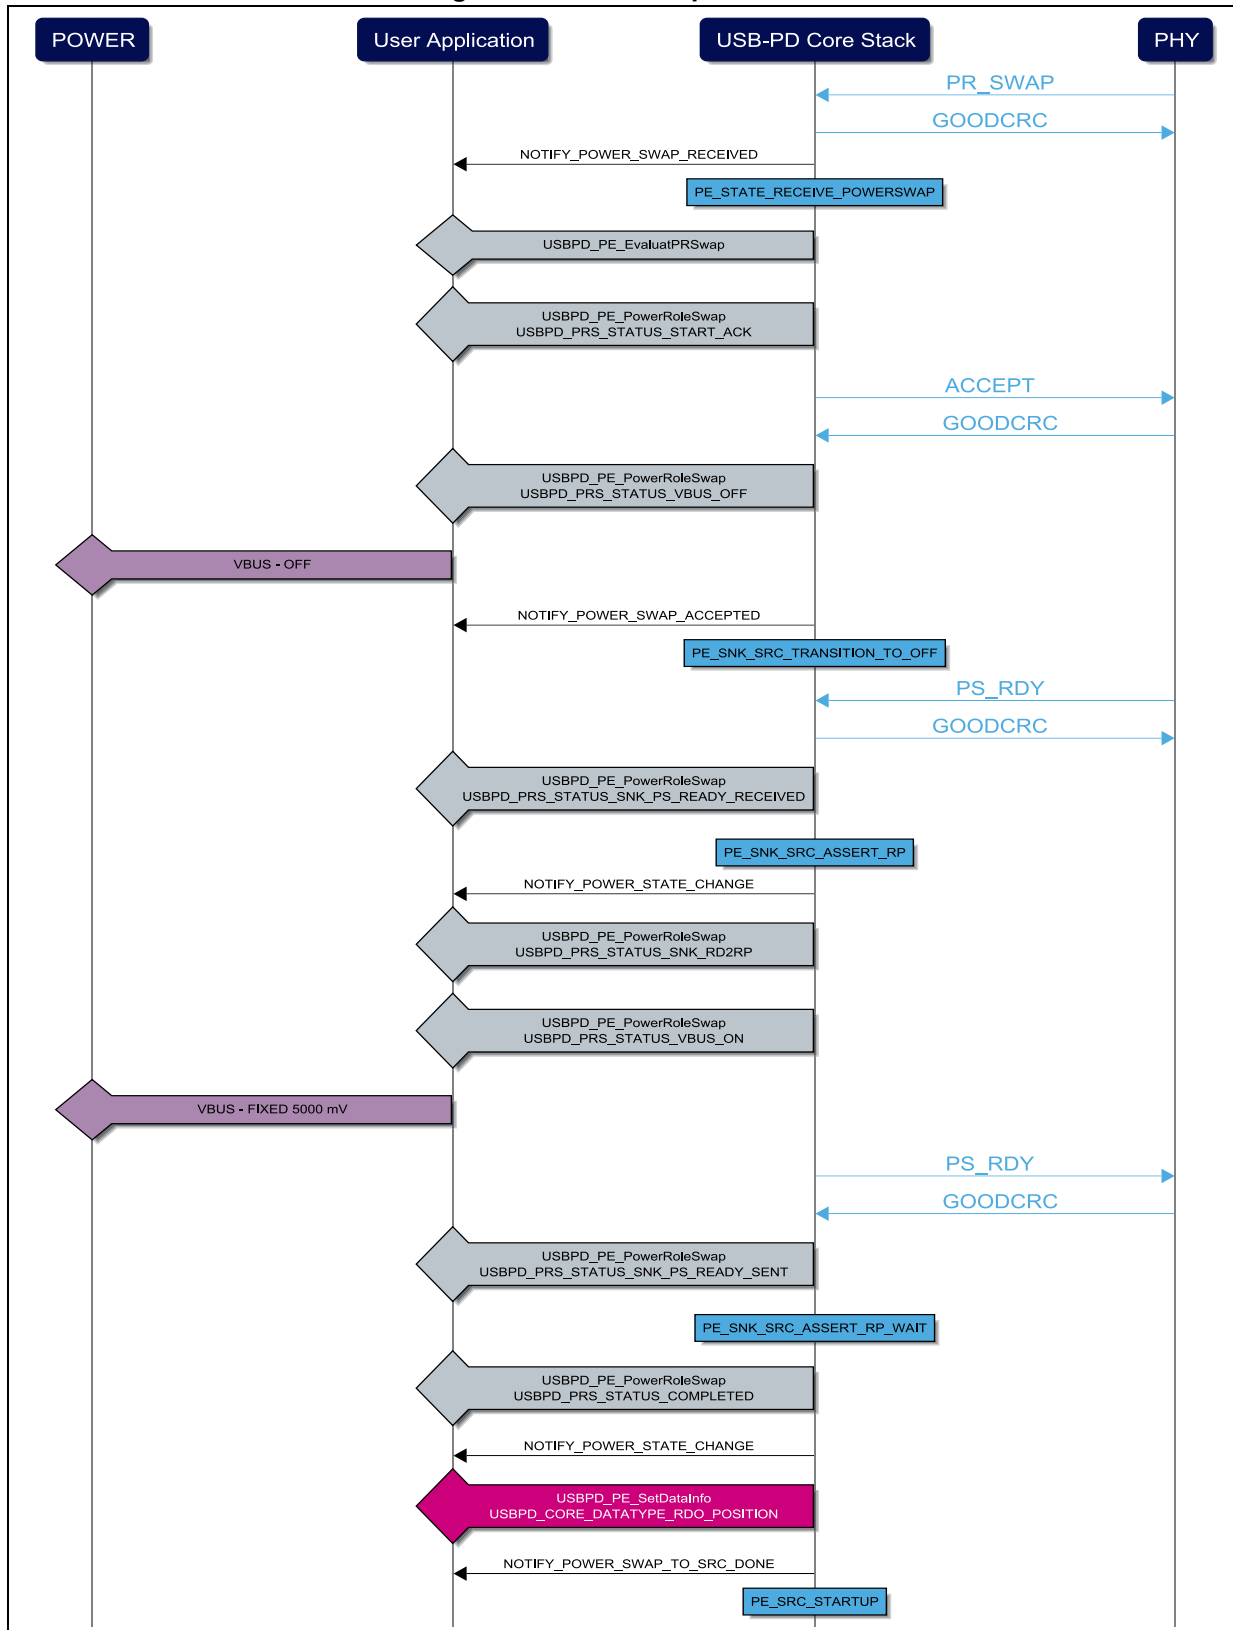 POWER
User Application
USB-PD Core Stack
PHY
PR_SWAP
GOODCRC
NOTIFY_POWER_SWAP_RECEIVED
PE_STATE_RECEIVE_POWERSWAP
USBPD_PE_EvaluatPRSwap
USBPD_PE_PowerRoleSwap
USBPD_PRS_STATUS_START_ACK
ACCEPT
GOODCRC
USBPD_PE_PowerRoleSwap
USBPD_PRS_STATUS_VBUS_OFF
VBUS - OFF
NOTIFY_POWER_SWAP_ACCEPTED
PE_SNK_SRC_TRANSITION_TO_OFF
PS_RDY
GOODCRC
USBPD_PE_PowerRoleSwap
USBPD_PRS_STATUS_SNK_PS_READY_RECEIVED
PE_SNK_SRC_ASSERT_RP
NOTIFY_POWER_STATE_CHANGE
USBPD_PE_PowerRoleSwap
USBPD_PRS_STATUS_SNK_RD2RP
USBPD_PE_PowerRoleSwap
USBPD_PRS_STATUS_VBUS_ON
VBUS - FIXED 5000 mV
PS_RDY
GOODCRC
USBPD_PE_PowerRoleSwap
USBPD_PRS_STATUS_SNK_PS_READY_SENT
PE_SNK_SRC_ASSERT_RP_WAIT
USBPD_PE_PowerRoleSwap
USBPD_PRS_STATUS_COMPLETED
NOTIFY_POWER_STATE_CHANGE
USBPD_PE_SetDataInfo
USBPD_CORE_DATATYPE_RDO_POSITION
NOTIFY_POWER_SWAP_TO_SRC_DONE
PE_SRC_STARTUP